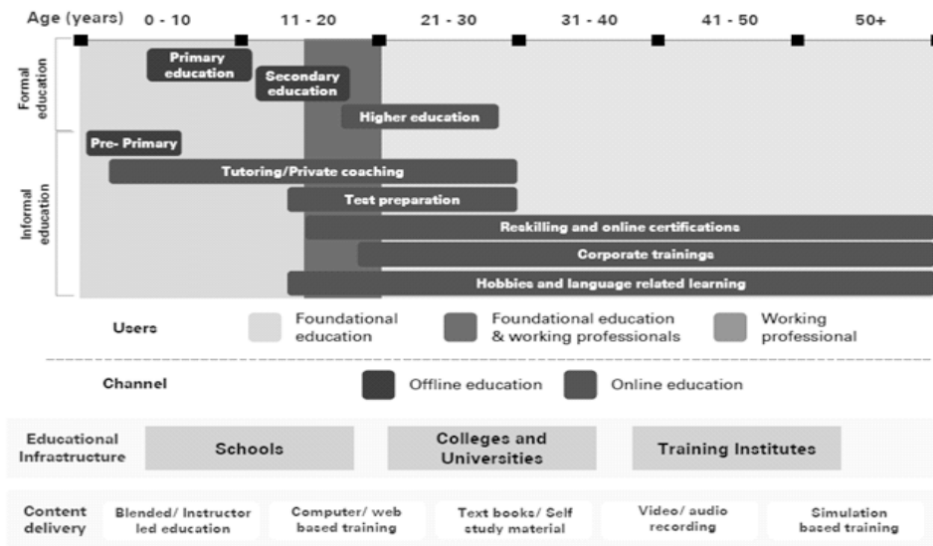 Age (years) 0 - 10 11 - 20 21 - 30 31 - 40 41 - 50 50+
Formal
education
Primary
education
Secondary
education
Higher education
Informal
education
Pre- Primary
Tutoring/Private coaching
Test preparation
Reskilling and online certifications
Corporate trainings
Hobbies and language related learning
Users
Foundational
education
Foundational education
& working professionals
Working
professional
Channel
Offline education
Online education
Educational
Infrastructure
Schools
Colleges and
Universities
Training Institutes
Content
delivery
Blended/ Instructor
led education
Computer/ web
based training
Text books/ Self
study material
Video/ audio
recording
Simulation
based training